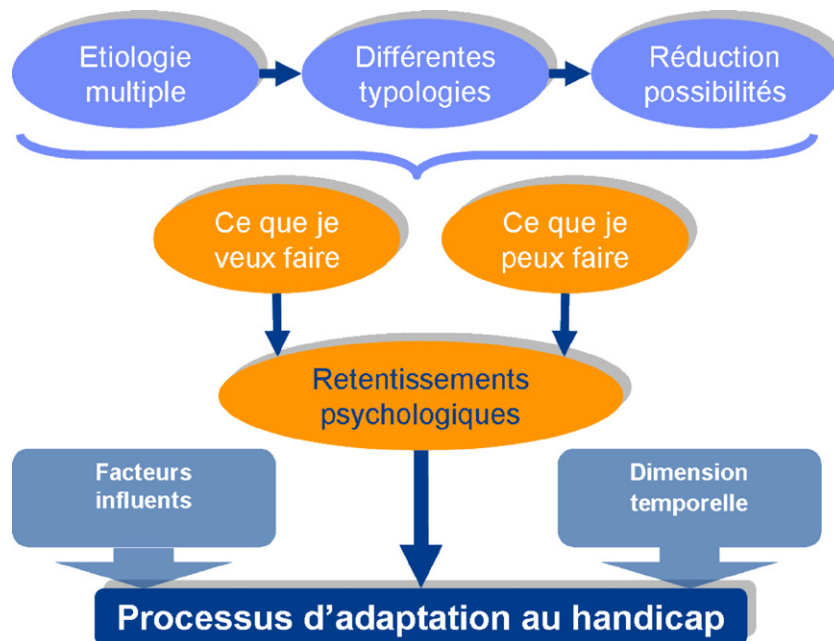 Etiologie
multiple
Différentes
typologies
Réduction
possibilités
Ce que je
veux faire
Ce que je
peux faire
Retentissements
psychologiques
Facteurs
influents
Dimension
temporelle
Processus d’adaptation au handicap